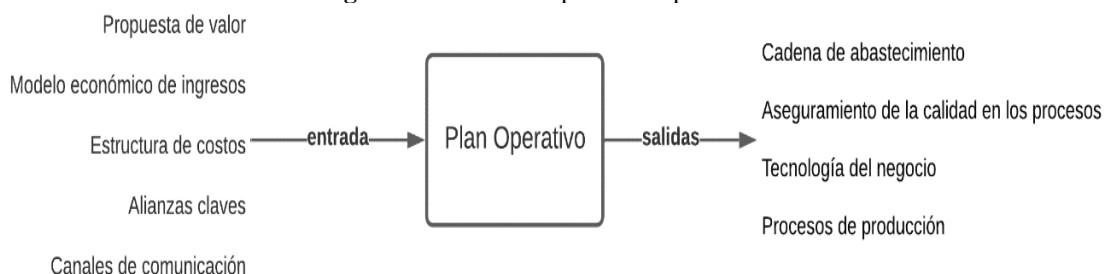 Propuesta de valor
Modelo económico de ingresos
Estructura de costos
Alianzas claves
Canales de comunicación
entrada
Plan Operativo
salidas
Cadena de abastecimiento
Aseguramiento de la calidad en los procesos
Tecnología del negocio
Procesos de producción